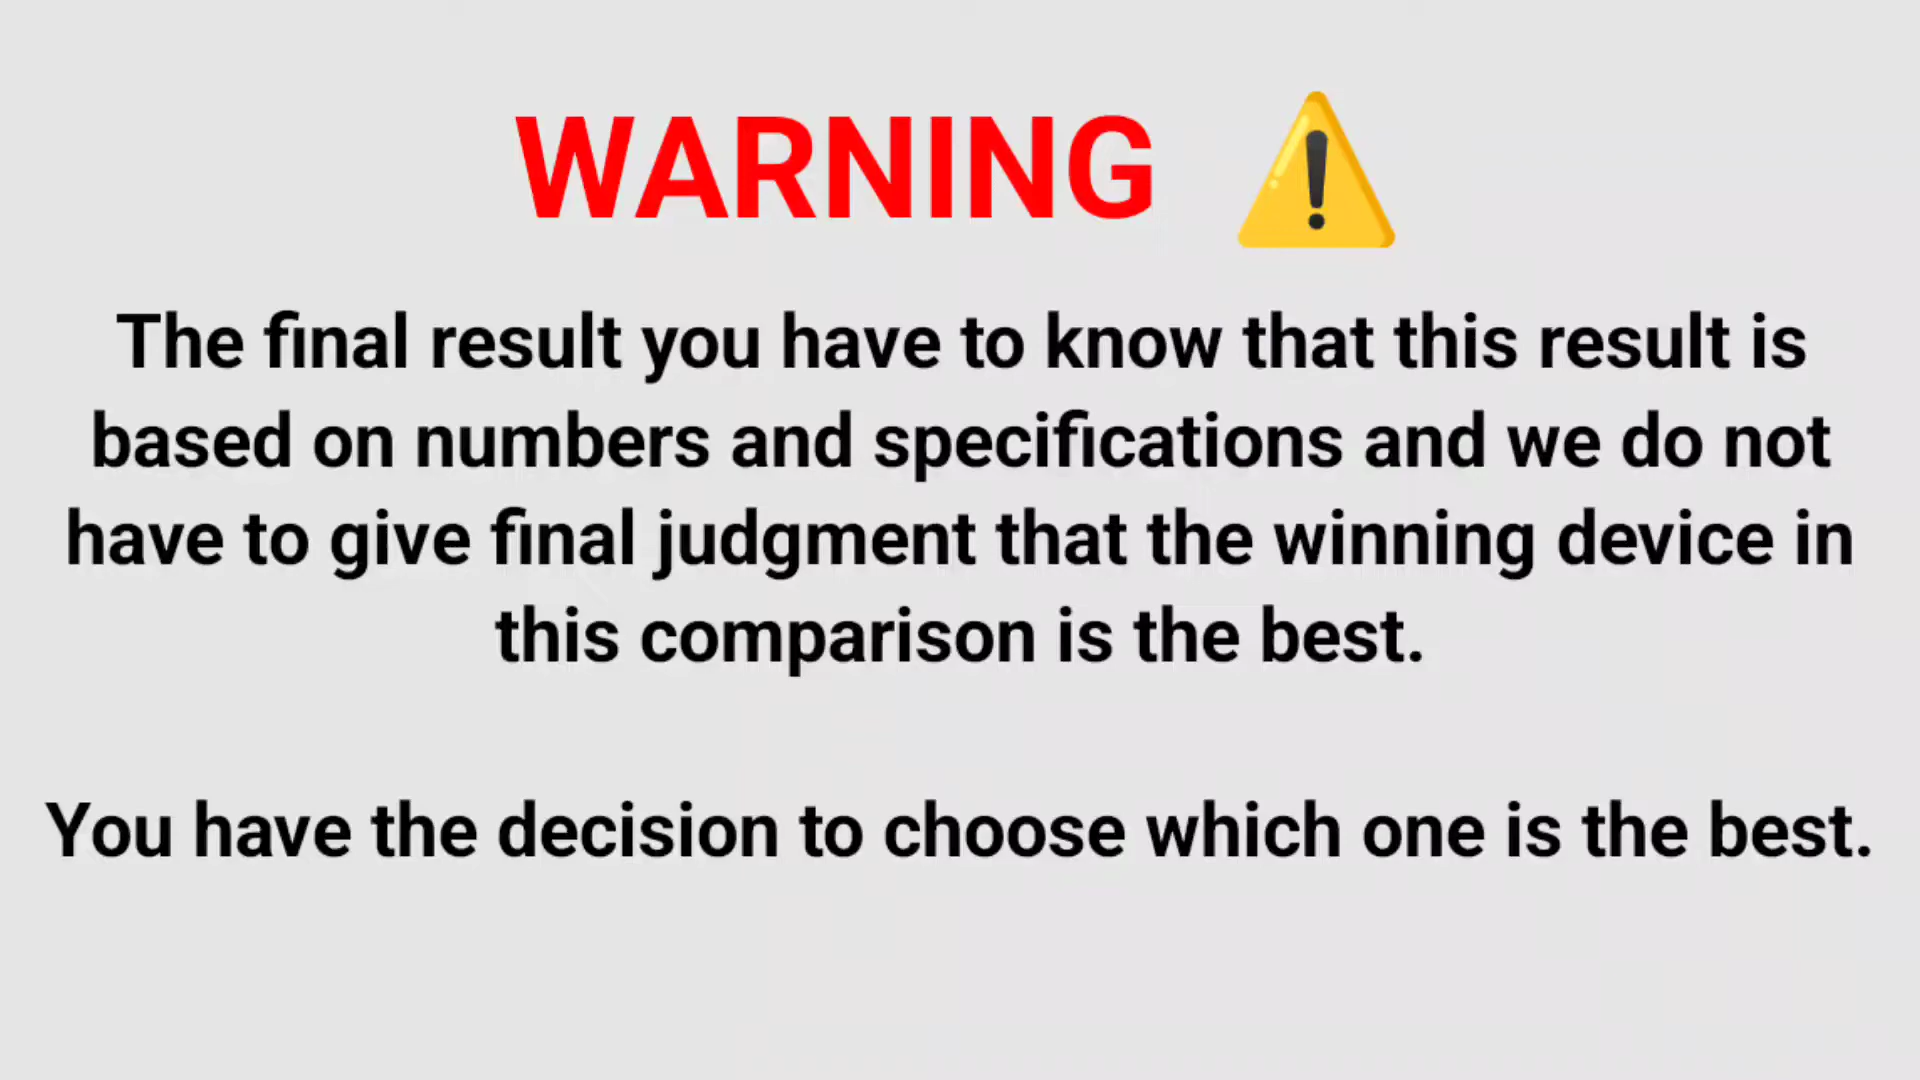 WARNING ⚠️
The final result you have to know that this result is
based on numbers and specifications and we do not
have to give final judgment that the winning device in
this comparison is the best.
You have the decision to choose which one is the best.